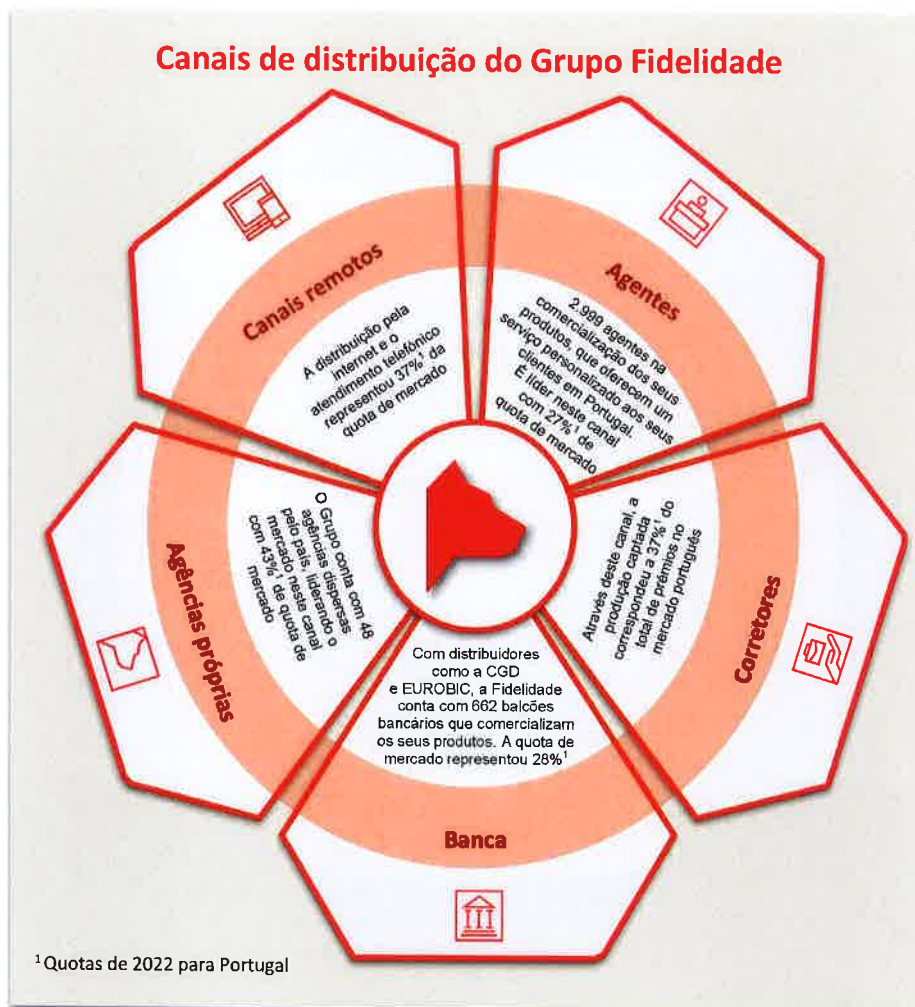 Canais de distribuição do Grupo Fidelidade
Canais remotos
A distribuição pela
internet e o
atendimento telefónico
representou 37%¹ da
quota de mercado
Agentes
2.999 agentes na
comercialização dos seus
produtos, que oferecem um
serviço personalizado aos seus
clientes em Portugal.
É líder neste canal
com 27%¹ de
quota de mercado
Agências próprias
O Grupo conta com 48
agências dispersas
pelo país, liderando o
mercado neste canal
com 43%¹ de quota de
mercado
Através deste canal, a
produção captada
correspondeu a 37%¹ do
total de prémios no
mercado português
Corretores
Com distribuidores
como a CGD
e EUROBIC, a Fidelidade
conta com 662 balcões
bancários que comercializam
os seus produtos. A quota de
mercado representou 28%¹
Banca
¹ Quotas de 2022 para Portugal